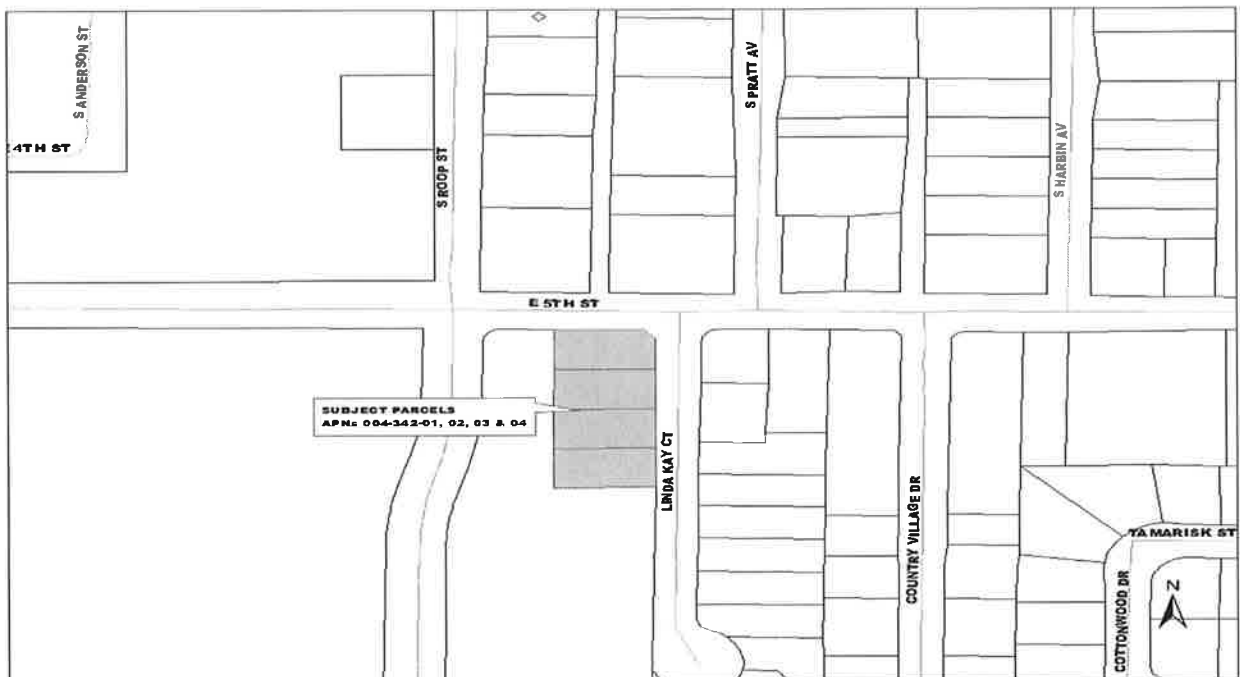 S ANDERSON ST
4TH ST
S ROOP ST
S PRATT AV
S HARBIN AV
E 5TH ST
SUBJECT PARCELS
APNs 004-342-01, 02, 03 & 04
LINDA KAY CT
COUNTRY VILLAGE DR
TAMARISK ST
COTTONWOOD DR
N